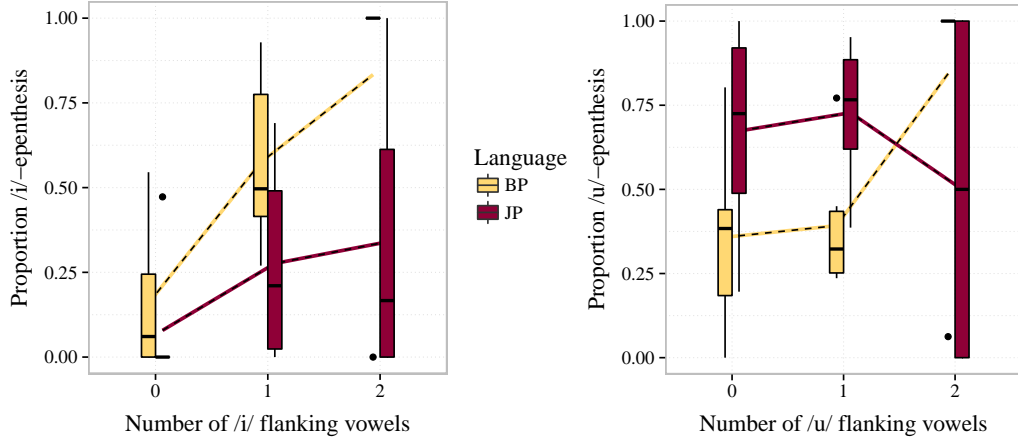 1.00
0.75
0.50
0.25
0.00
Proportion /i/−epenthesis
0
1
2
Number of /i/ flanking vowels
Language
BP
JP
1.00
0.75
0.50
0.25
0.00
Proportion /u/−epenthesis
0
1
2
Number of /u/ flanking vowels